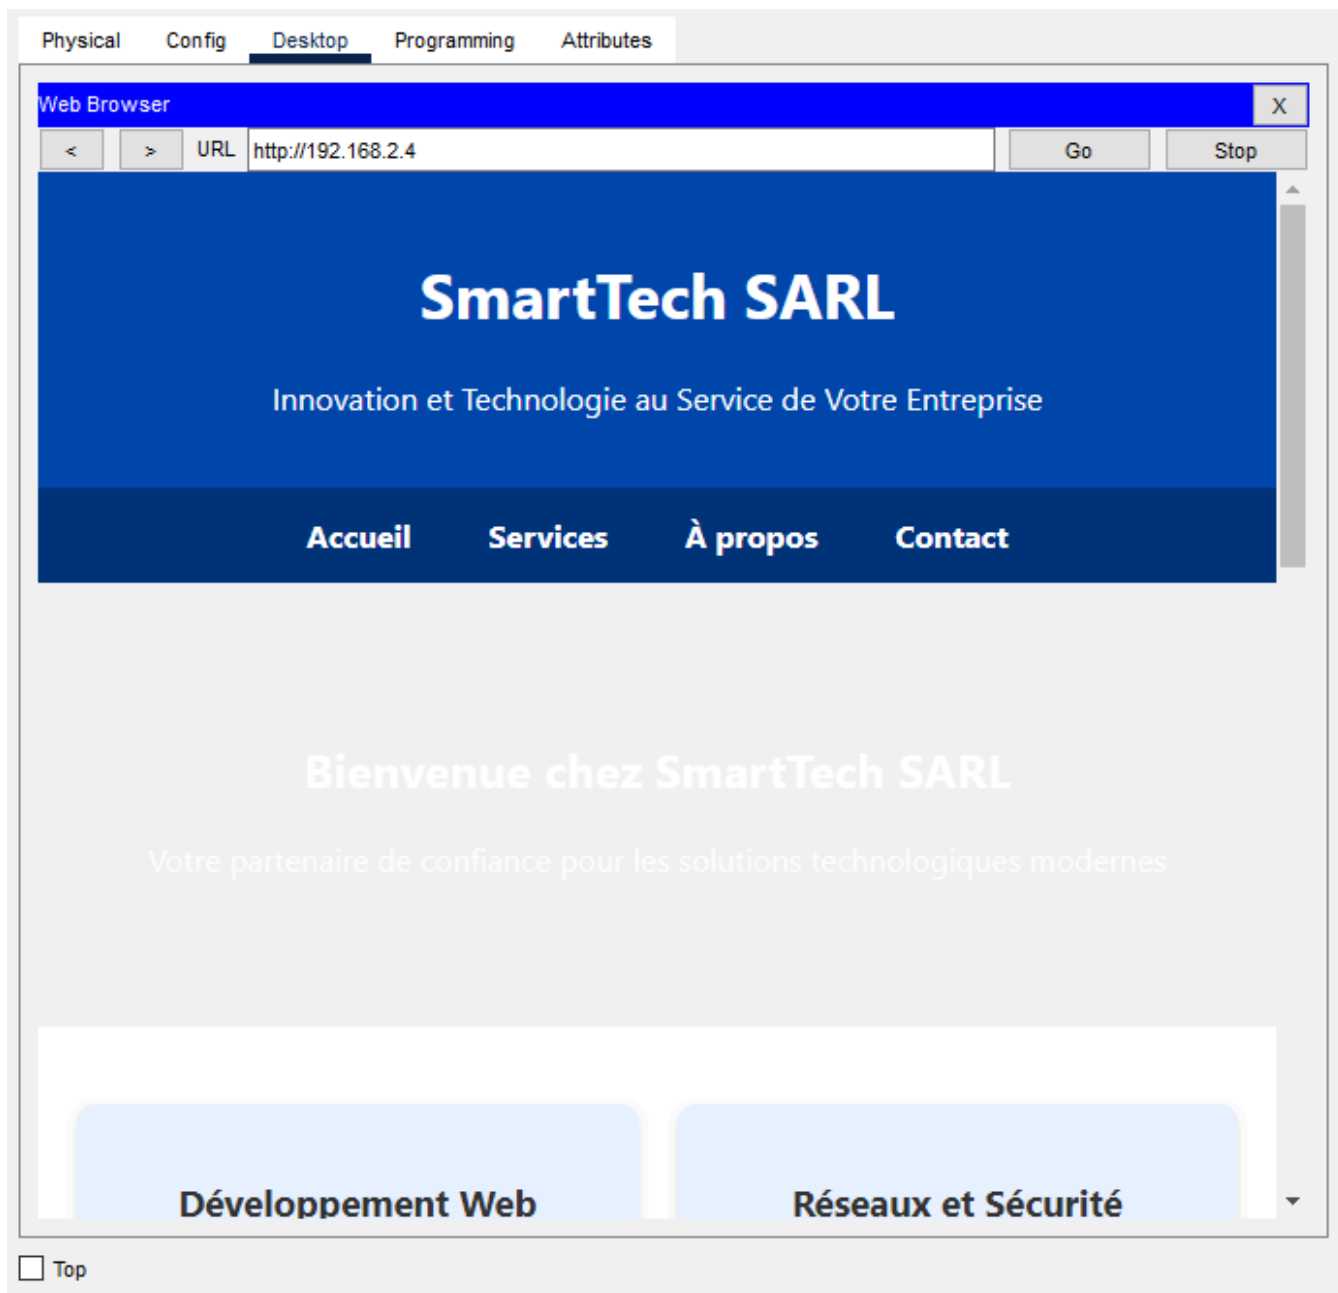 Physical Config Desktop Programming Attributes
Web Browser X
< > URL http://192.168.2.4 Go Stop
SmartTech SARL
Innovation et Technologie au Service de Votre Entreprise
Accueil Services À propos Contact
Bienvenue chez SmartTech SARL
Votre partenaire de confiance pour les solutions technologiques modernes
Développement Web Réseaux et Sécurité
Top